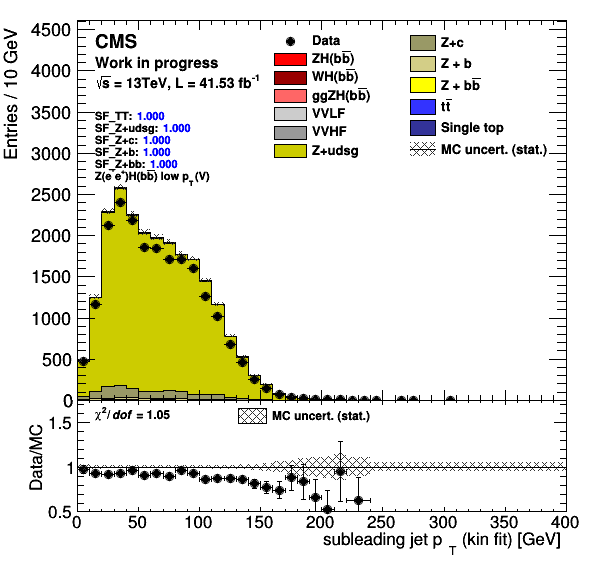 CMS
Work in progress
√s = 13TeV, L = 41.53 fb⁻¹
SF_TT: 1.000
SF_Z+udsg: 1.000
SF_Z+c: 1.000
SF_Z+b: 1.000
SF_Z+bb: 1.000
Z(e⁻e⁺)H(bb̅) low p_T(V)
Data
ZH(bb̅)
WH(bb̅)
ggZH(bb̅)
VVLF
VVHF
Z+udsg
Z+c
Z + b
Z + bb̅
tt̅
Single top
MC uncert. (stat.)
Entries / 10 GeV
4500
4000
3500
3000
2500
2000
1500
1000
500
0
χ²/dof = 1.05
MC uncert. (stat.)
Data/MC
1.5
1
0.5
0 50 100 150 200 250 300 350 400
subleading jet p_T (kin fit) [GeV]